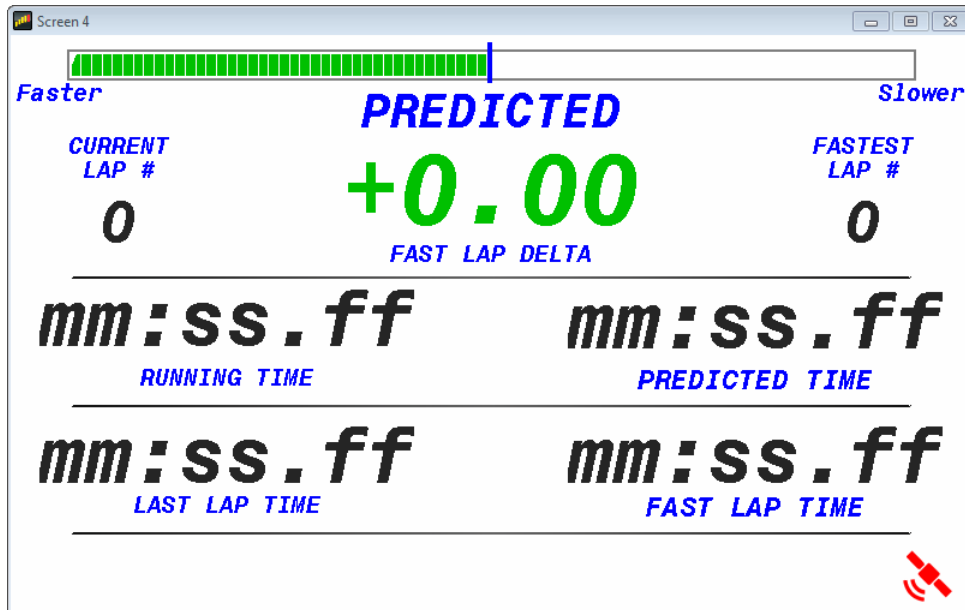 Screen 4
Faster
Slower
PREDICTED
CURRENT
LAP #
FASTEST
LAP #
0
+0.00
0
FAST LAP DELTA
mm:ss.ff
mm:ss.ff
RUNNING TIME
PREDICTED TIME
mm:ss.ff
mm:ss.ff
LAST LAP TIME
FAST LAP TIME